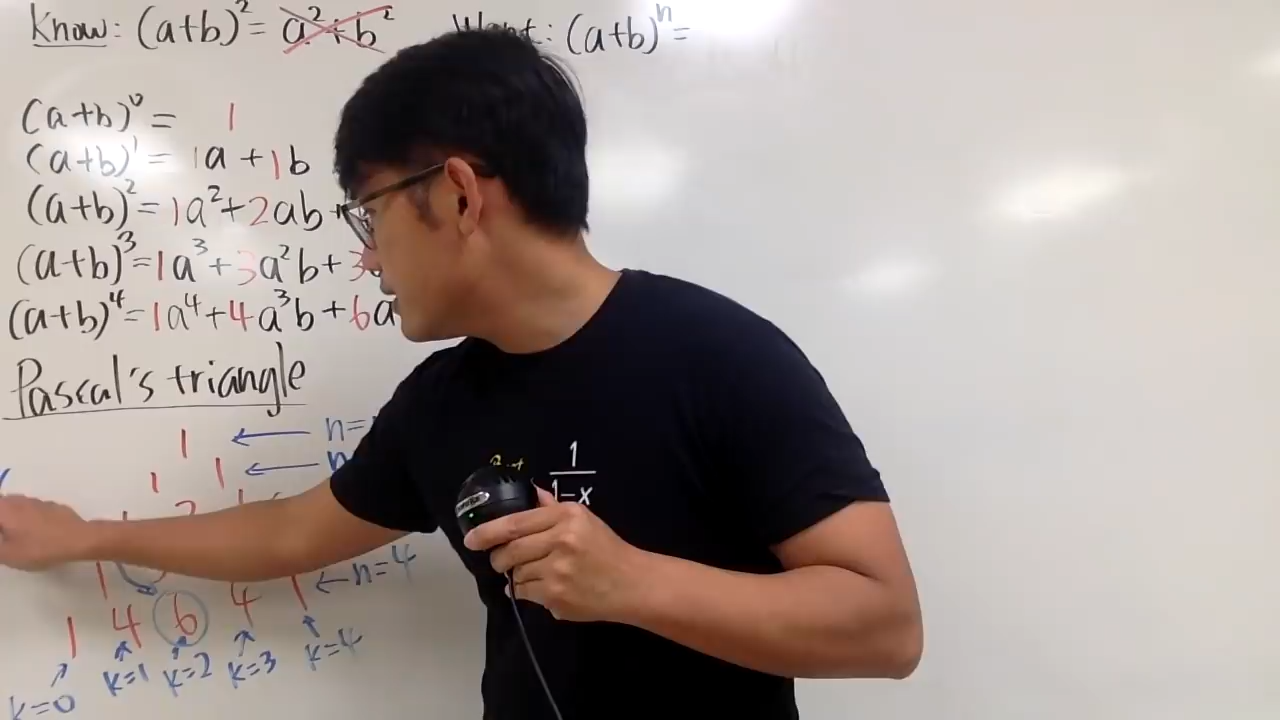 Know: (a+b)² = a²+b² Want: (a+b)ⁿ =
(a+b)⁰ = 1
(a+b)¹ = 1a + 1b
(a+b)² = 1a² + 2ab +
(a+b)³ = 1a³ + 3a²b + 3
(a+b)⁴ = 1a⁴ + 4a³b + 6a
Pascal's triangle
1 ← n=
1 1 ← n
2
1 1 ← n=4
1 4 6 4
k=0 k=1 k=2 k=3 k=4
1
1-x